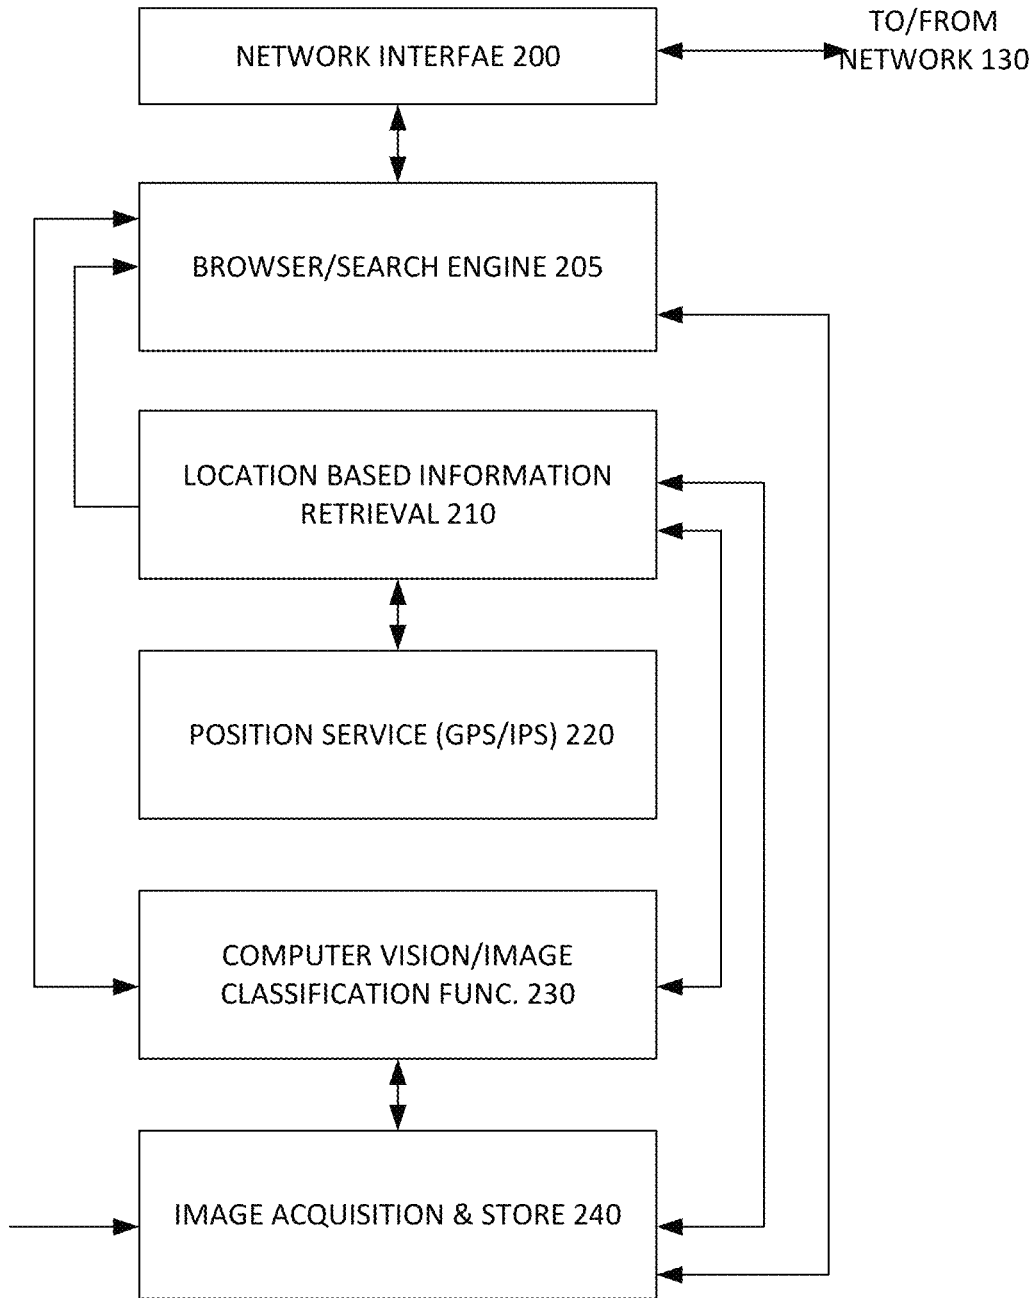 NETWORK INTERFAE 200
TO/FROM
NETWORK 130
BROWSER/SEARCH ENGINE 205
LOCATION BASED INFORMATION
RETRIEVAL 210
POSITION SERVICE (GPS/IPS) 220
COMPUTER VISION/IMAGE
CLASSIFICATION FUNC. 230
IMAGE ACQUISITION & STORE 240